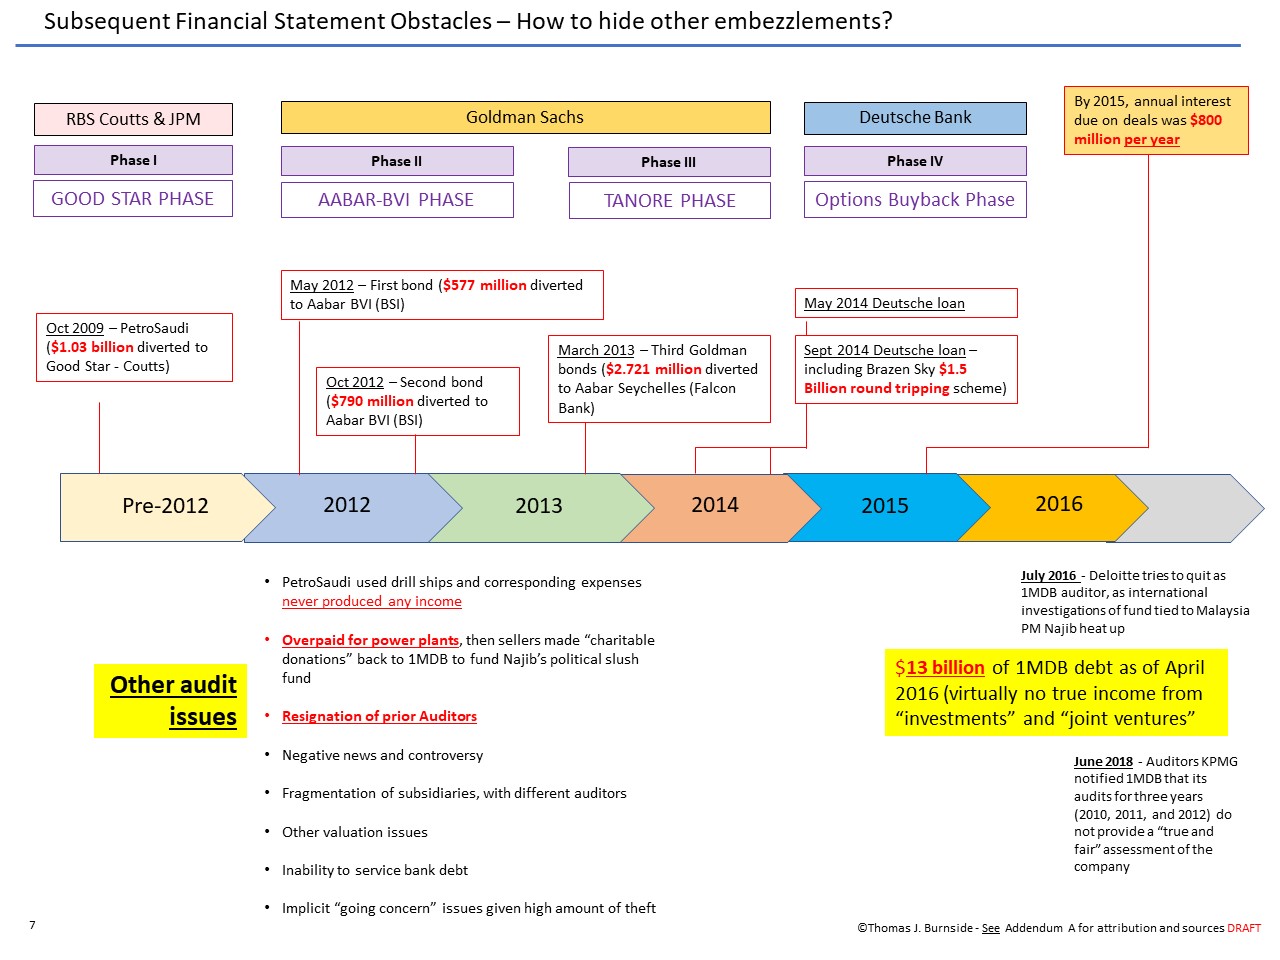 Subsequent Financial Statement Obstacles – How to hide other embezzlements?
RBS Coutts & JPM
Goldman Sachs
Deutsche Bank
By 2015, annual interest
due on deals was $800
million per year
Phase I
Phase II
Phase III
Phase IV
GOOD STAR PHASE
AABAR-BVI PHASE
TANORE PHASE
Options Buyback Phase
Oct 2009 – PetroSaudi
($1.03 billion diverted to
Good Star - Coutts)
May 2012 – First bond ($577 million diverted
to Aabar BVI (BSI)
Oct 2012 – Second bond
($790 million diverted to
Aabar BVI (BSI)
March 2013 – Third Goldman
bonds ($2.721 million diverted
to Aabar Seychelles (Falcon
Bank)
May 2014 Deutsche loan
Sept 2014 Deutsche loan –
including Brazen Sky $1.5
Billion round tripping scheme)
Pre-2012
2012
2013
2014
2015
2016
Other audit
issues
• PetroSaudi used drill ships and corresponding expenses
never produced any income
• Overpaid for power plants, then sellers made “charitable
donations” back to 1MDB to fund Najib’s political slush
fund
• Resignation of prior Auditors
• Negative news and controversy
• Fragmentation of subsidiaries, with different auditors
• Other valuation issues
• Inability to service bank debt
• Implicit “going concern” issues given high amount of theft
July 2016 - Deloitte tries to quit as
1MDB auditor, as international
investigations of fund tied to Malaysia
PM Najib heat up
$13 billion of 1MDB debt as of April
2016 (virtually no true income from
“investments” and “joint ventures”
June 2018 - Auditors KPMG
notified 1MDB that its
audits for three years
(2010, 2011, and 2012) do
not provide a “true and
fair” assessment of the
company
7
©Thomas J. Burnside - See Addendum A for attribution and sources DRAFT